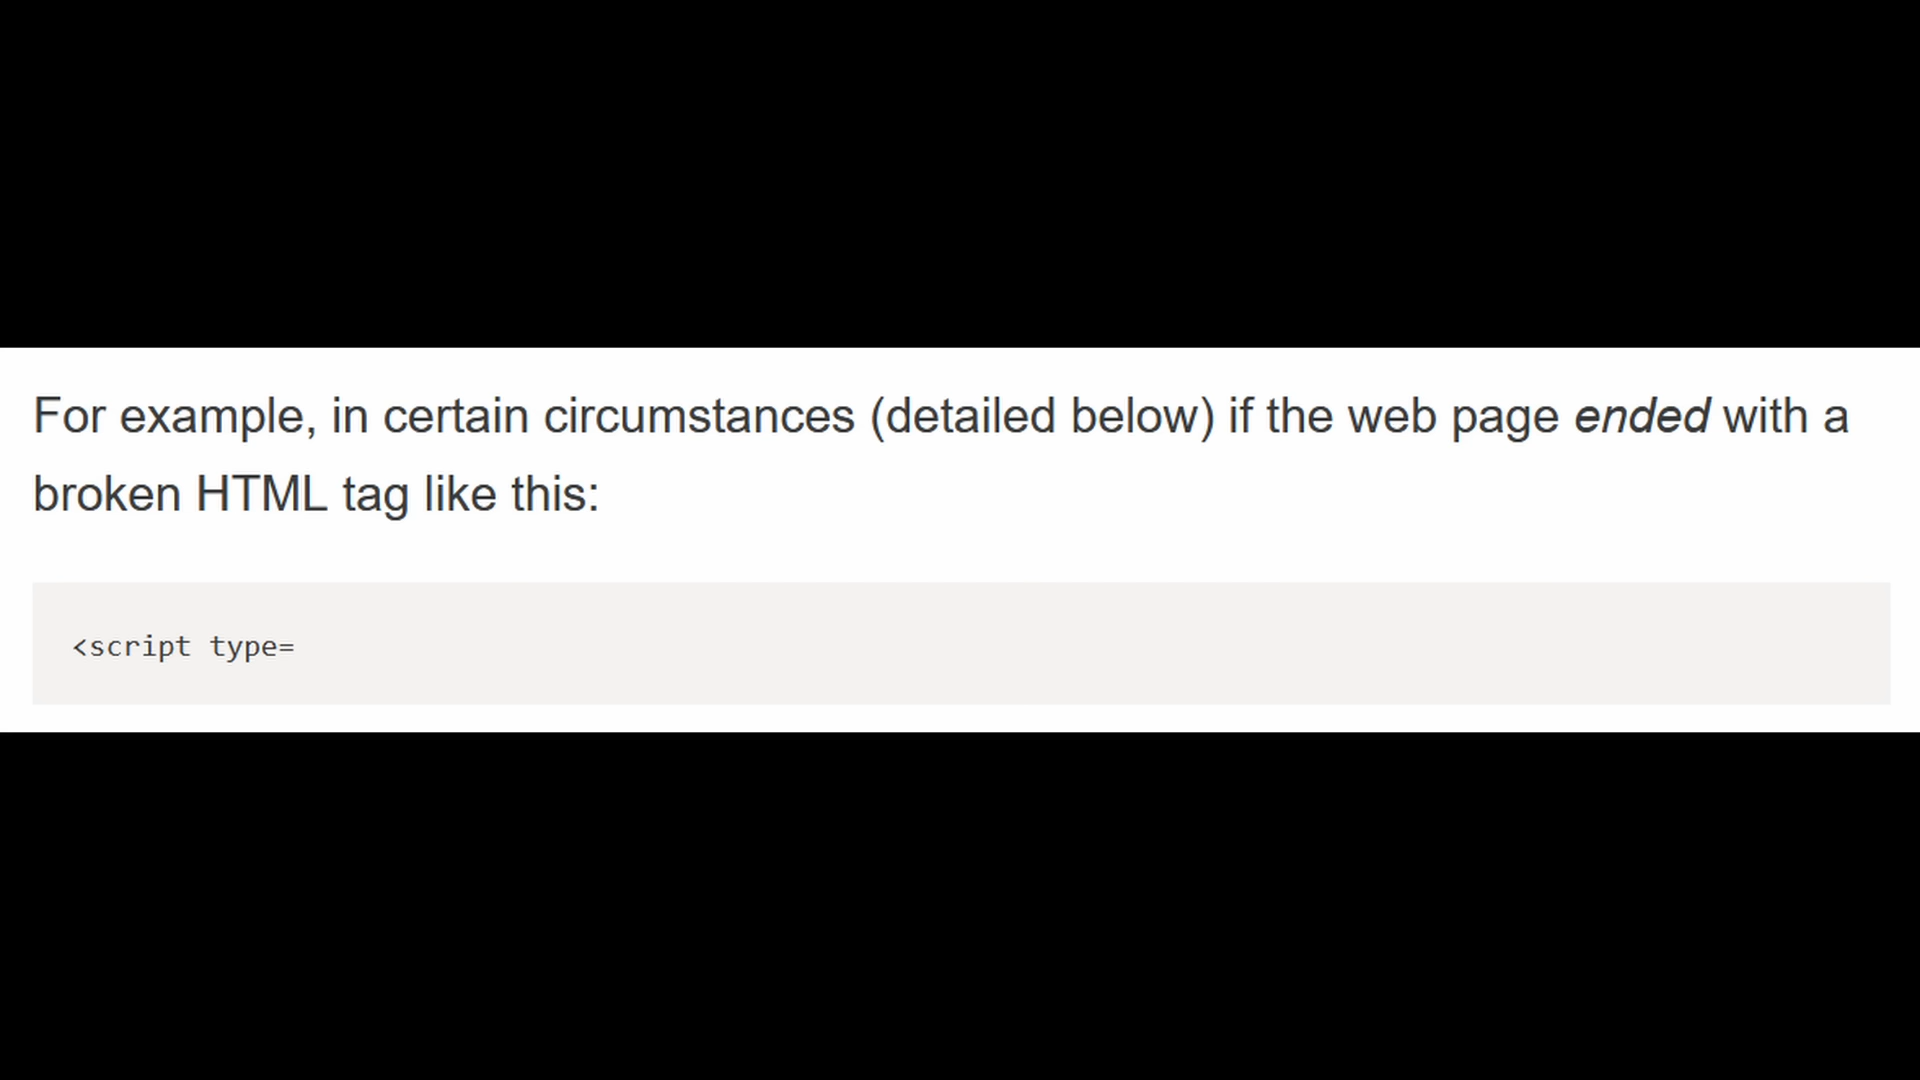 For example, in certain circumstances (detailed below) if the web page ended with a
broken HTML tag like this:
<script type=